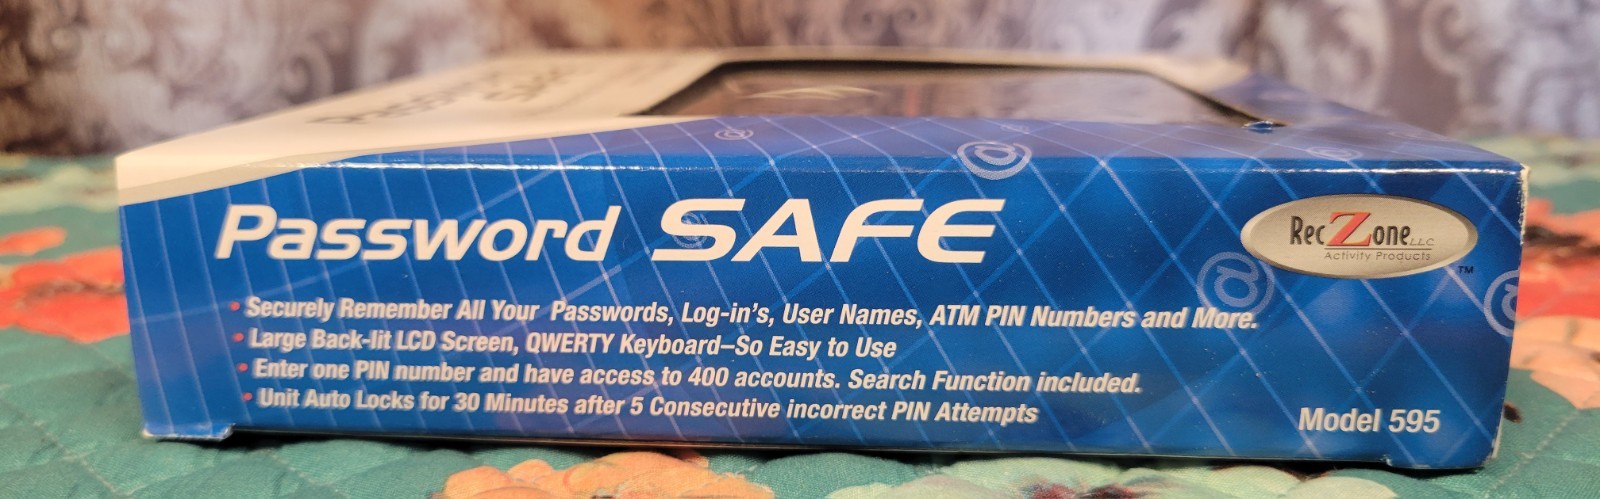 Password SAFE
RecZone LLC
Activity Products
TM
• Securely Remember All Your Passwords, Log-in's, User Names, ATM PIN Numbers and More.
• Large Back-lit LCD Screen, QWERTY Keyboard–So Easy to Use
• Enter one PIN number and have access to 400 accounts. Search Function included.
• Unit Auto Locks for 30 Minutes after 5 Consecutive incorrect PIN Attempts
Model 595